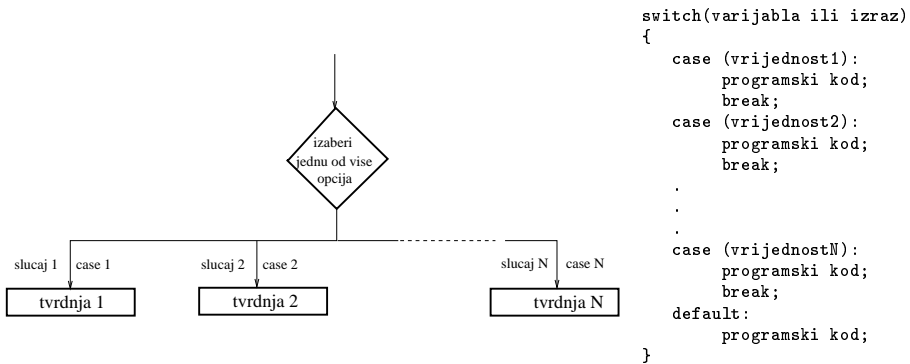 izaberi
jednu od vise
opcija
slucaj 1
case 1
slucaj 2
case 2
slucaj N
case N
tvrdnja 1
tvrdnja 2
tvrdnja N
switch(varijabla ili izraz)
{
case (vrijednost1):
programski kod;
break;
case (vrijednost2):
programski kod;
break;
.
.
.
case (vrijednostN):
programski kod;
break;
default:
programski kod;
}